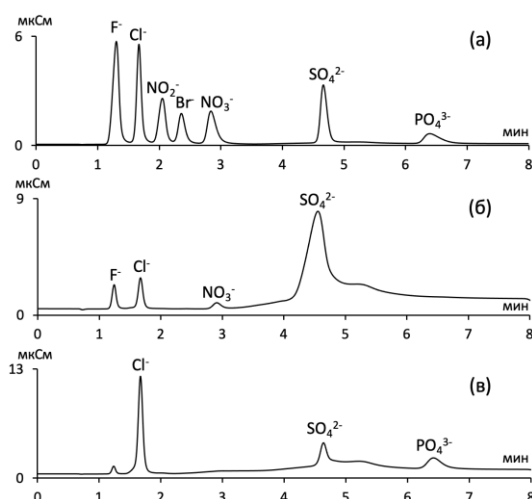 мкСм
(а)
6
F⁻
Cl⁻
NO₂⁻
Br⁻
NO₃⁻
SO₄²⁻
PO₄³⁻
0
мин
0 1 2 3 4 5 6 7 8
мкСм
(б)
9
F⁻
Cl⁻
NO₃⁻
SO₄²⁻
0
мин
0 1 2 3 4 5 6 7 8
мкСм
(в)
13
Cl⁻
SO₄²⁻
PO₄³⁻
0
мин
0 1 2 3 4 5 6 7 8